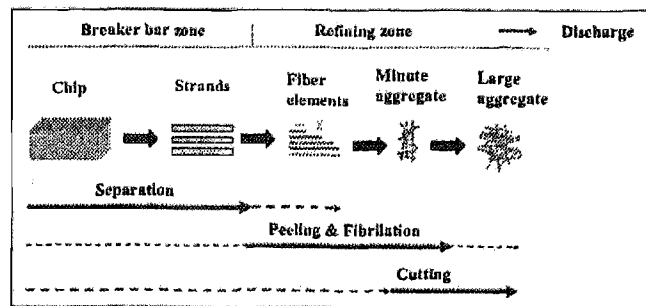 Breaker bar zone Refining zone Discharge
Chip Strands Fiber elements Minute aggregate Large aggregate
Separation
Peeling & Fibrilation
Cutting